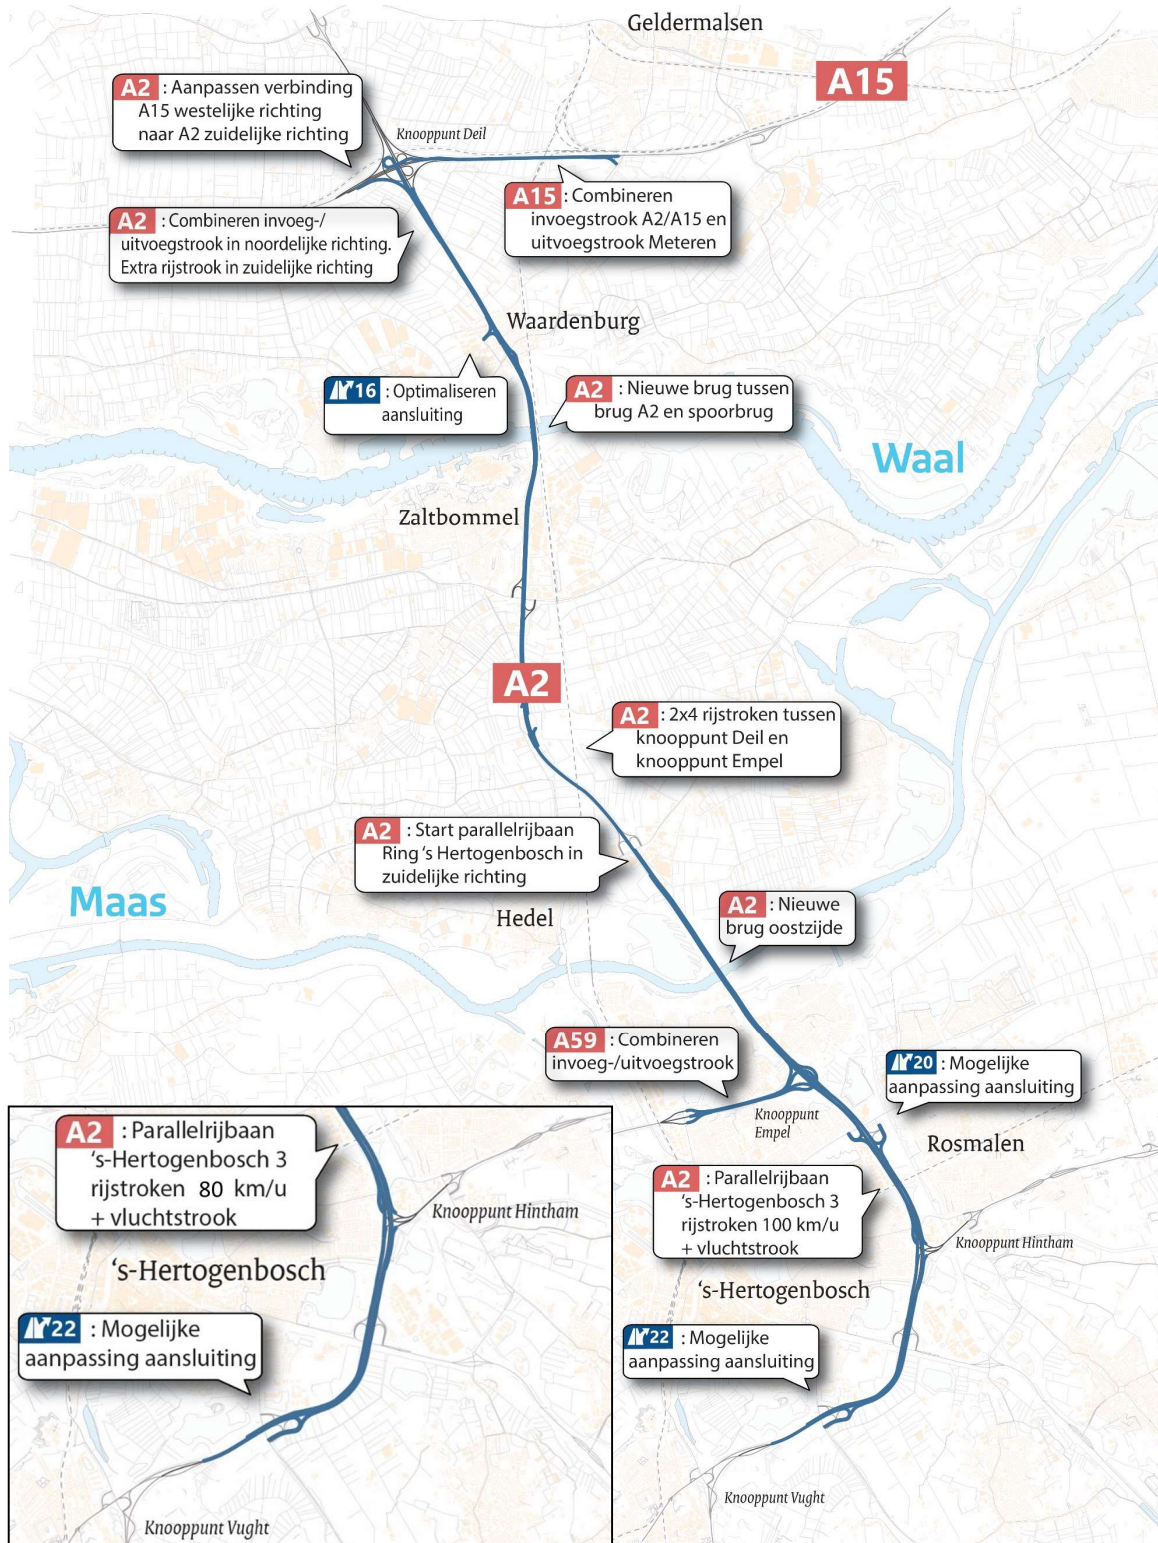 Geldermalsen
A2 : Aanpassen verbinding
A15 westelijke richting
naar A2 zuidelijke richting
A15
Knooppunt Deil
A15 : Combineren
invoegstrook A2/A15 en
uitvoegstrook Meteren
A2 : Combineren invoeg-/
uitvoegstrook in noordelijke richting.
Extra rijstrook in zuidelijke richting
Waardenburg
16 : Optimaliseren
aansluiting
A2 : Nieuwe brug tussen
brug A2 en spoorbrug
Waal
Zaltbommel
A2
A2 : 2x4 rijstroken tussen
knooppunt Deil en
knooppunt Empel
A2 : Start parallelrijbaan
Ring ‘s Hertogenbosch in
zuidelijke richting
Maas
Hedel
A2 : Nieuwe
brug oostzijde
A59 : Combineren
invoeg-/uitvoegstrook
20 : Mogelijke
aanpassing aansluiting
Knooppunt
Empel
Rosmalen
A2 : Parallelrijbaan
‘s-Hertogenbosch 3
rijstroken 100 km/u
+ vluchtstrook
Knooppunt Hintham
‘s-Hertogenbosch
22 : Mogelijke
aanpassing aansluiting
Knooppunt Vught
A2 : Parallelrijbaan
‘s-Hertogenbosch 3
rijstroken 80 km/u
+ vluchtstrook
Knooppunt Hintham
‘s-Hertogenbosch
22 : Mogelijke
aanpassing aansluiting
Knooppunt Vught